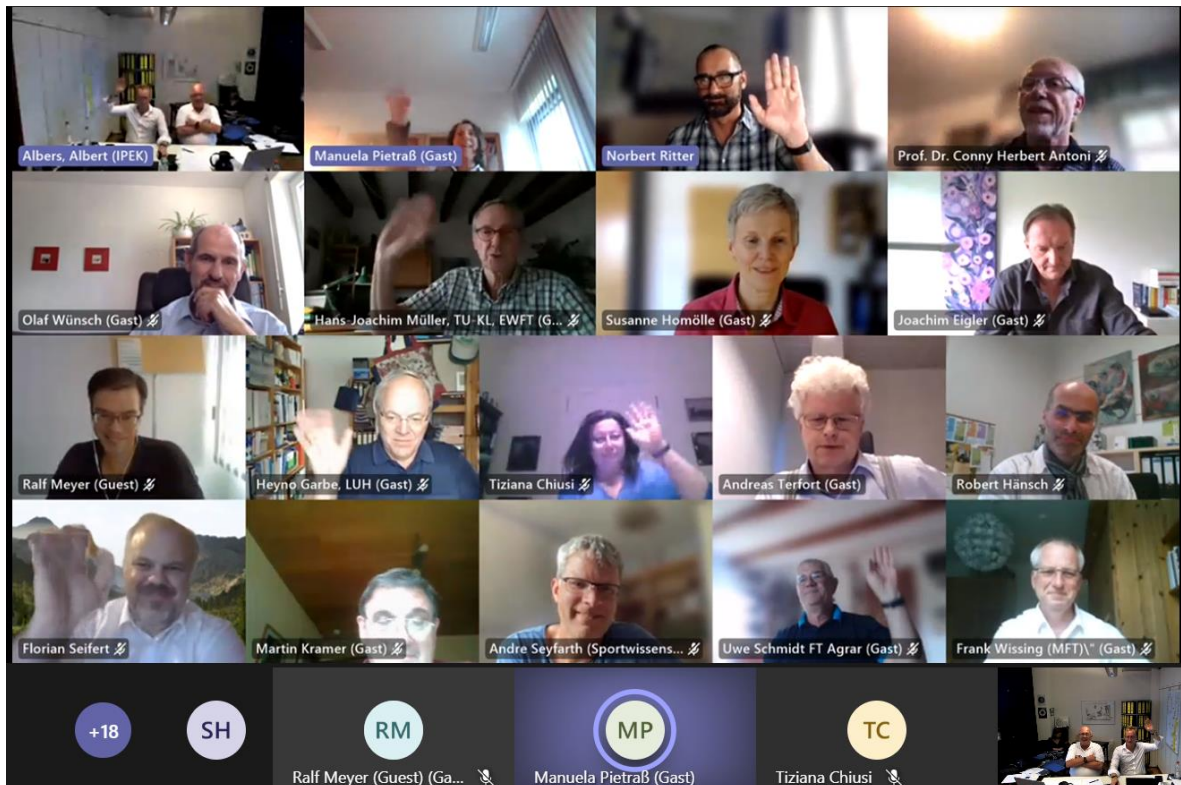 Albers, Albert (IPEK)
Manuela Pietraß (Gast)
Norbert Ritter
Prof. Dr. Conny Herbert Antoni
Olaf Wünsch (Gast)
Hans-Joachim Müller, TU-KL, EWFT (G...
Susanne Homölle (Gast)
Joachim Eigler (Gast)
Ralf Meyer (Guest)
Heyno Garbe, LUH (Gast)
Tiziana Chiusi
Andreas Terfort (Gast)
Robert Hänsch
Florian Seifert
Martin Kramer (Gast)
Andre Seyfarth (Sportwissens...
Uwe Schmidt FT Agrar (Gast)
Frank Wissing (MFT)\" (Gast)
+18
SH
RM
MP
TC
Ralf Meyer (Guest) (Ga...
Manuela Pietraß (Gast)
Tiziana Chiusi